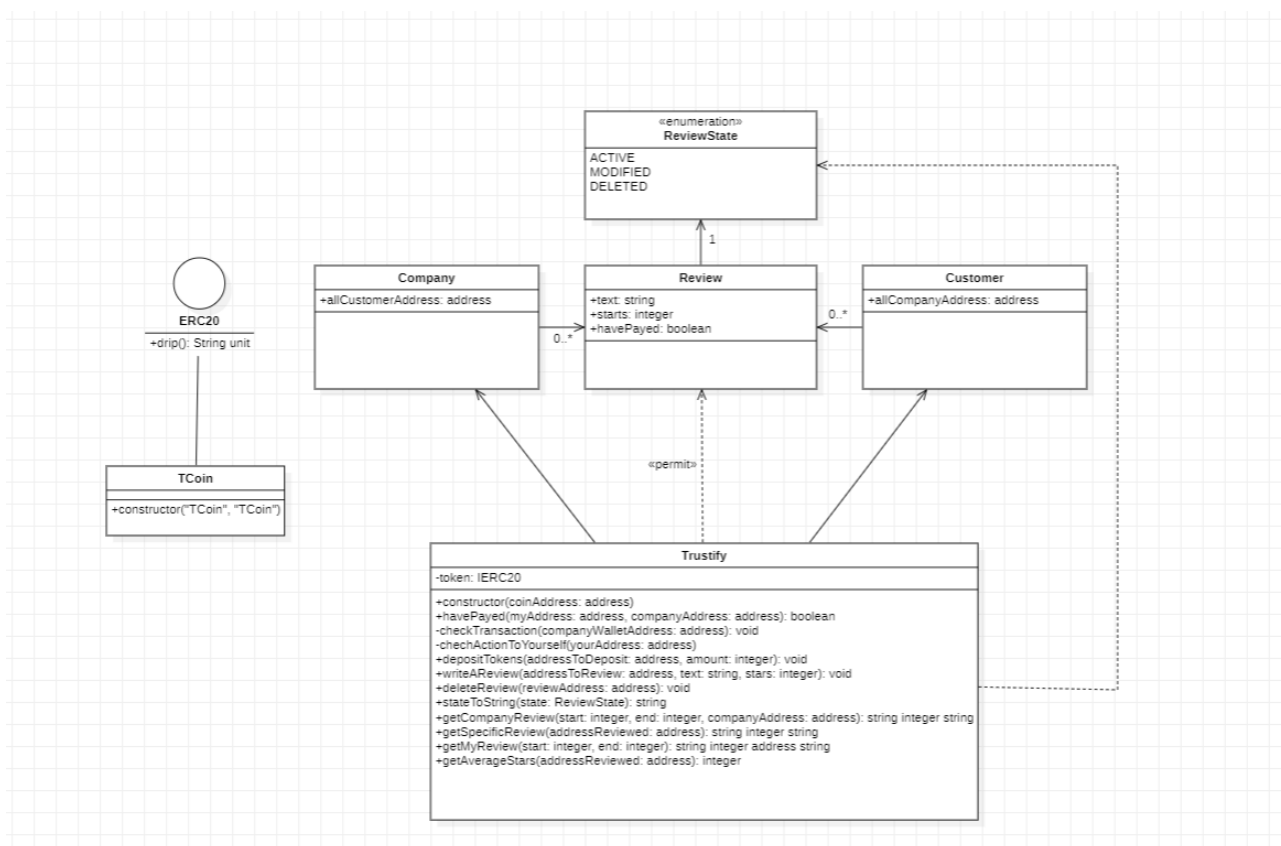 «enumeration»
ReviewState
ACTIVE
MODIFIED
DELETED
1
ERC20
+drip(): String unit
Company
+allCustomerAddress: address
0..*
Review
+text: string
+starts: integer
+havePayed: boolean
0..*
Customer
+allCompanyAddress: address
TCoin
+constructor("TCoin", "TCoin")
«permit»
Trustify
-token: IERC20
+constructor(coinAddress: address)
+havePayed(myAddress: address, companyAddress: address): boolean
-checkTransaction(companyWalletAddress: address): void
-chechActionToYourself(yourAddress: address)
+depositTokens(addressToDeposit: address, amount: integer): void
+writeAReview(addressToReview: address, text: string, stars: integer): void
+deleteReview(reviewAddress: address): void
+stateToString(state: ReviewState): string
+getCompanyReview(start: integer, end: integer, companyAddress: address): string integer string
+getSpecificReview(addressReviewed: address): string integer string
+getMyReview(start: integer, end: integer): string integer address string
+getAverageStars(addressReviewed: address): integer